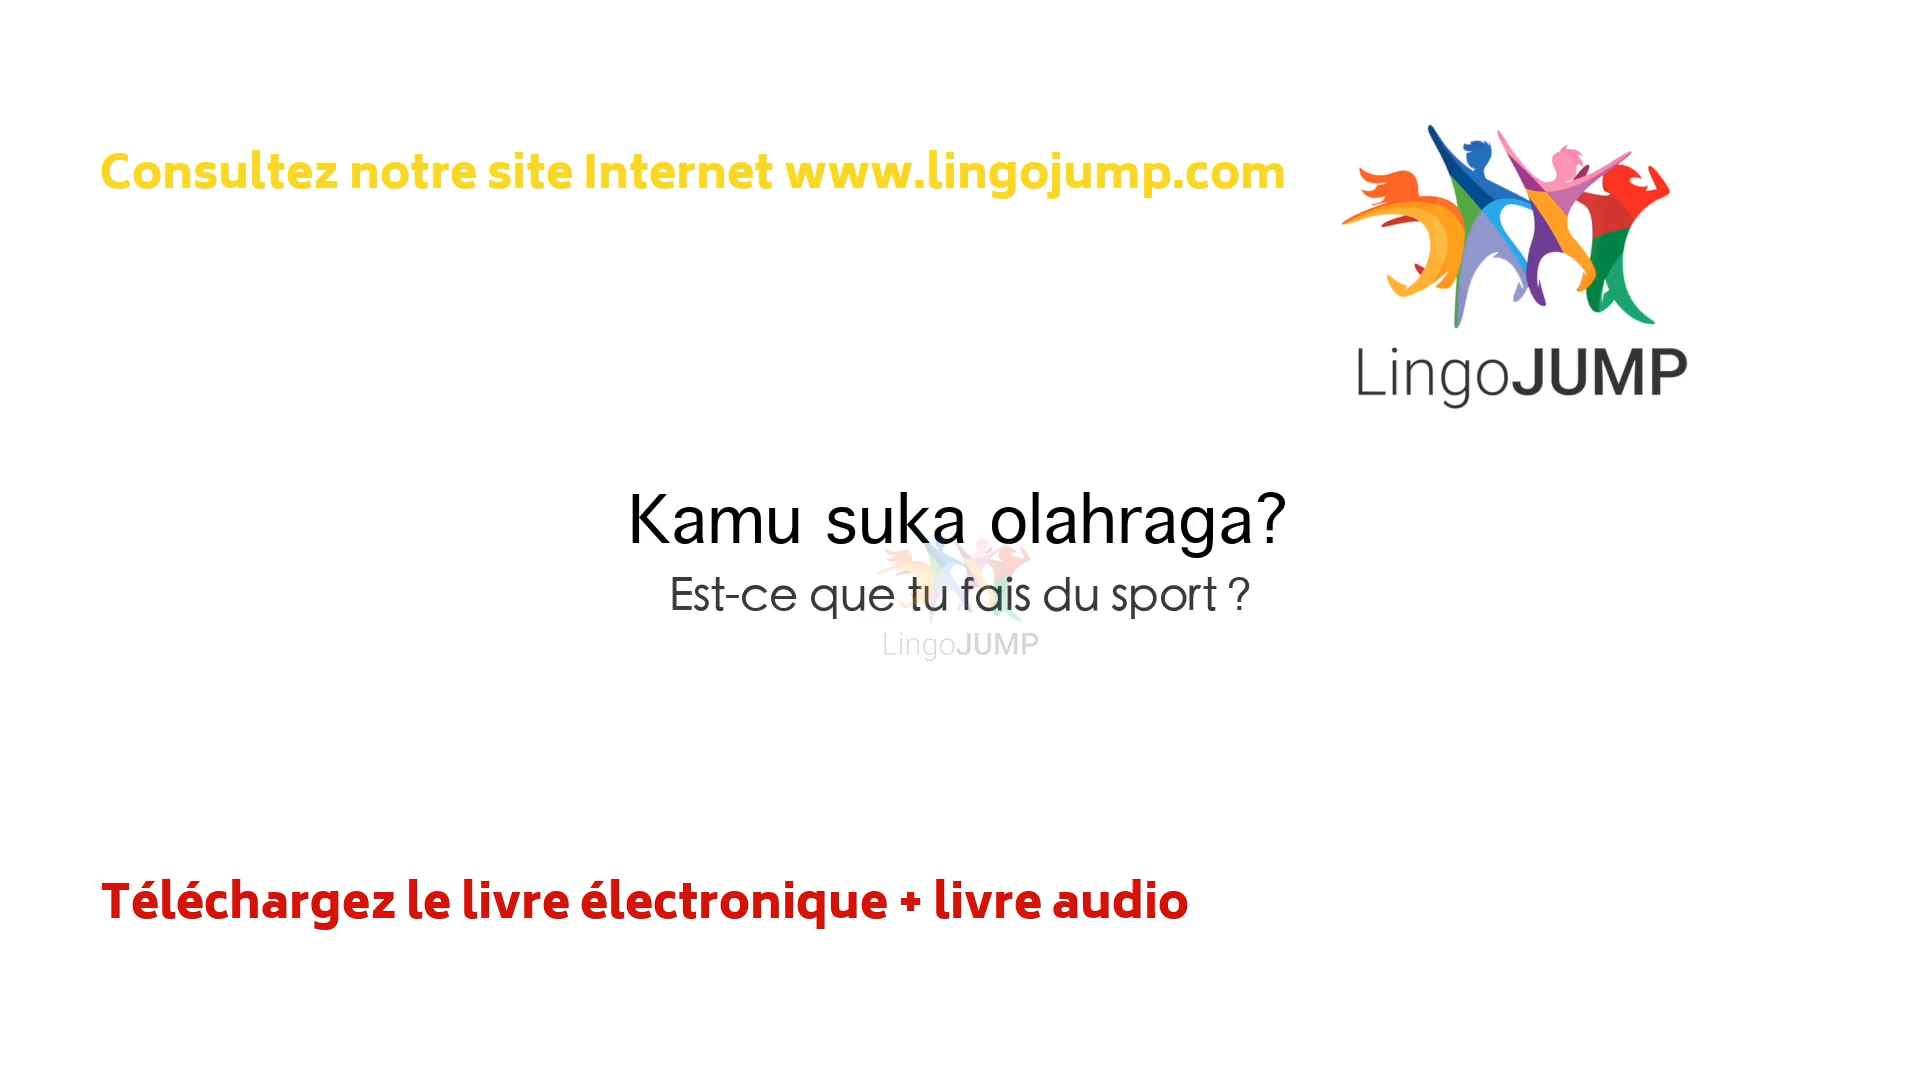 Consultez notre site Internet www.lingojump.com
LingoJUMP
Kamu suka olahraga?
Est-ce que tu fais du sport ?
LingoJUMP
Téléchargez le livre électronique + livre audio